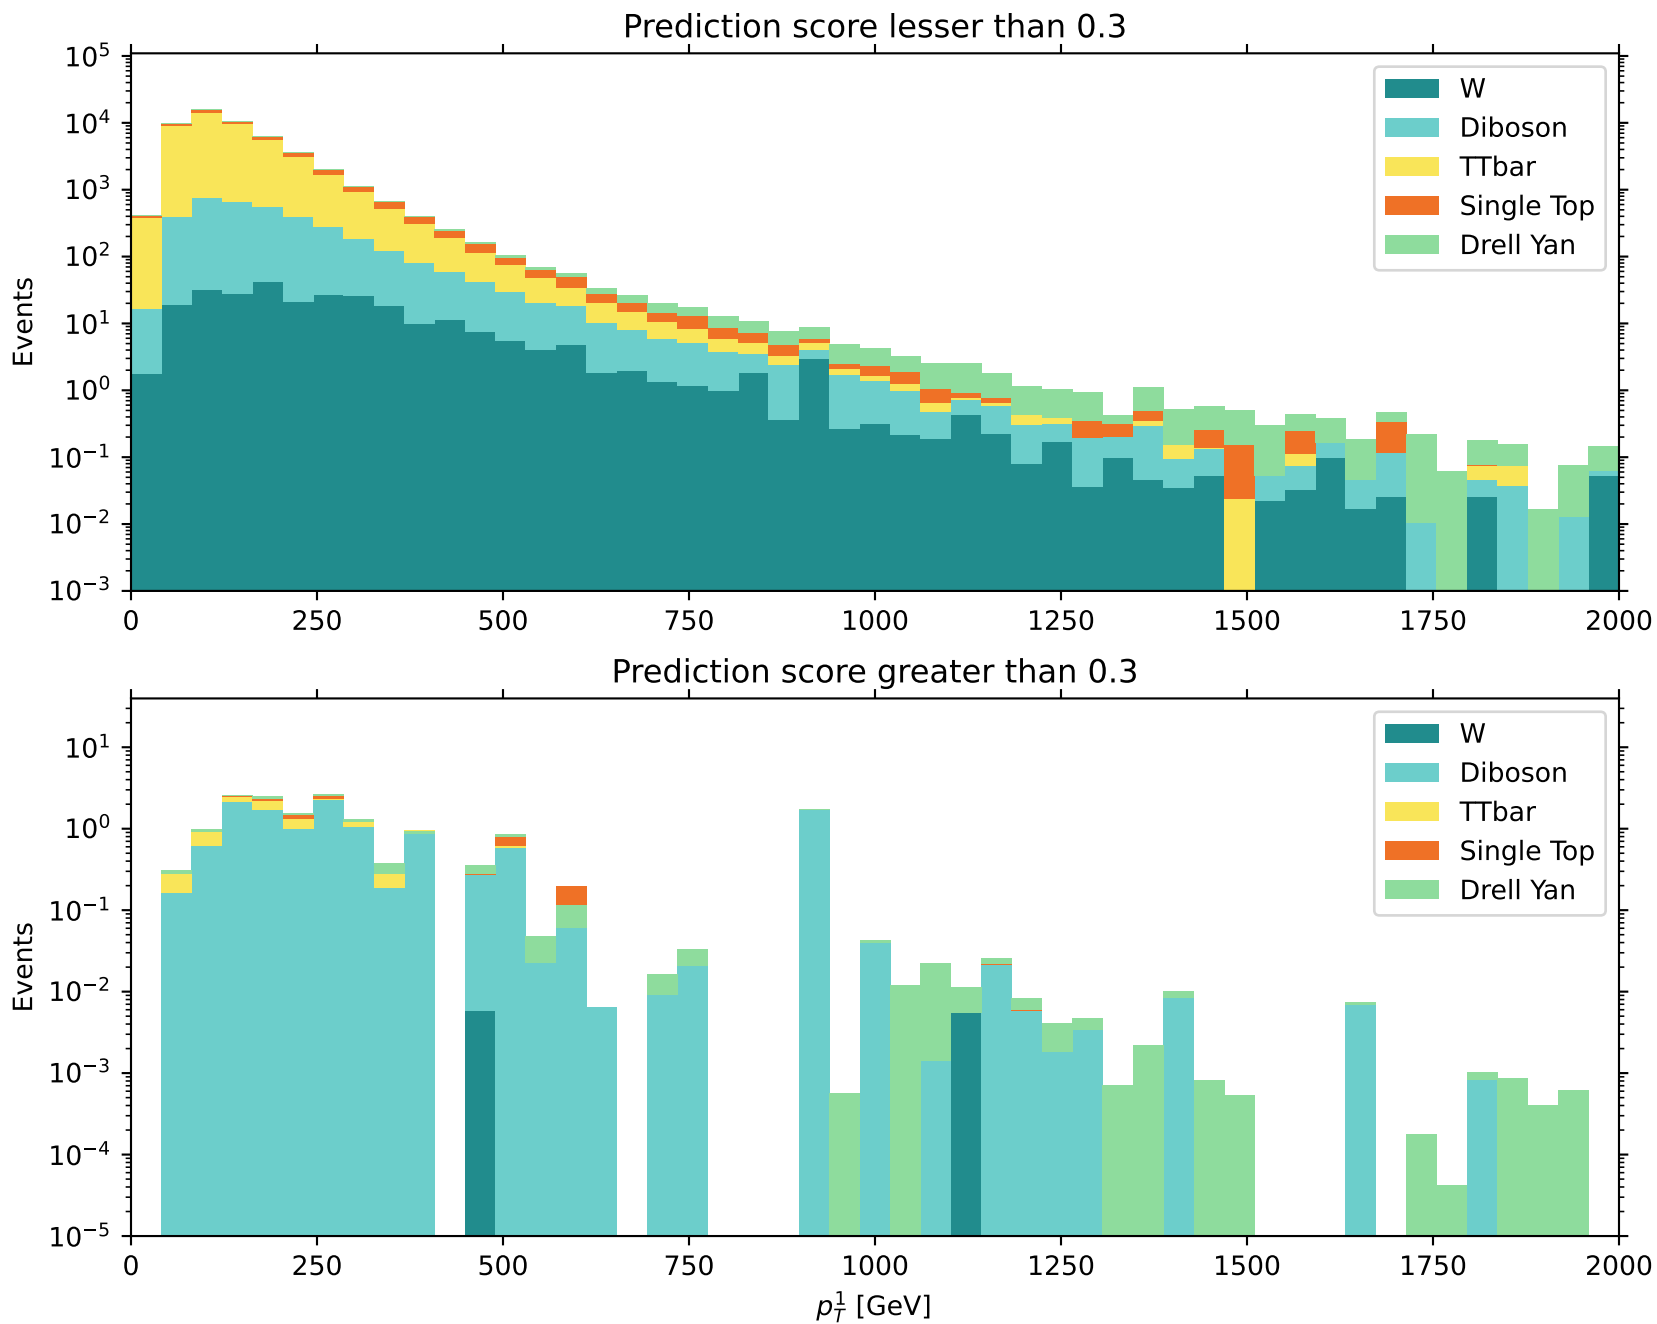 Prediction score lesser than 0.3
Events
10^5
10^4
10^3
10^2
10^1
10^0
10^−1
10^−2
10^−3
W
Diboson
TTbar
Single Top
Drell Yan
0 250 500 750 1000 1250 1500 1750 2000
Prediction score greater than 0.3
Events
10^1
10^0
10^−1
10^−2
10^−3
10^−4
10^−5
W
Diboson
TTbar
Single Top
Drell Yan
0 250 500 750 1000 1250 1500 1750 2000
p_T^1 [GeV]